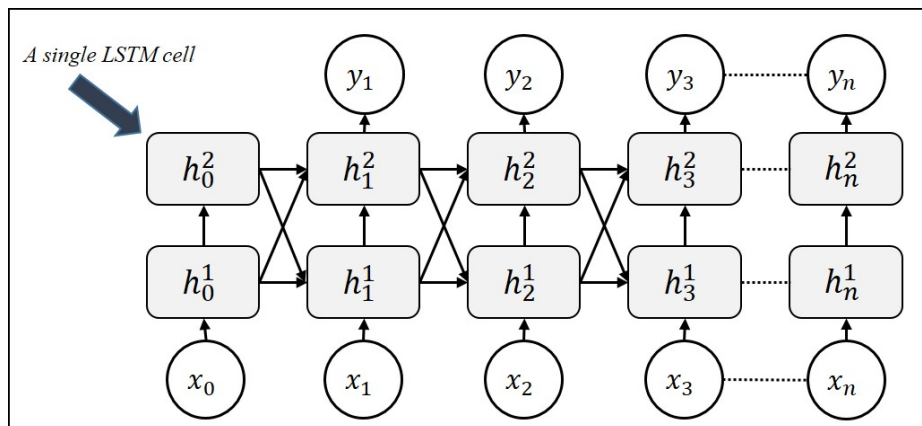 A single LSTM cell
y₁ y₂ y₃ yₙ
h₀² h₁² h₂² h₃² hₙ²
h₀¹ h₁¹ h₂¹ h₃¹ hₙ¹
x₀ x₁ x₂ x₃ xₙ